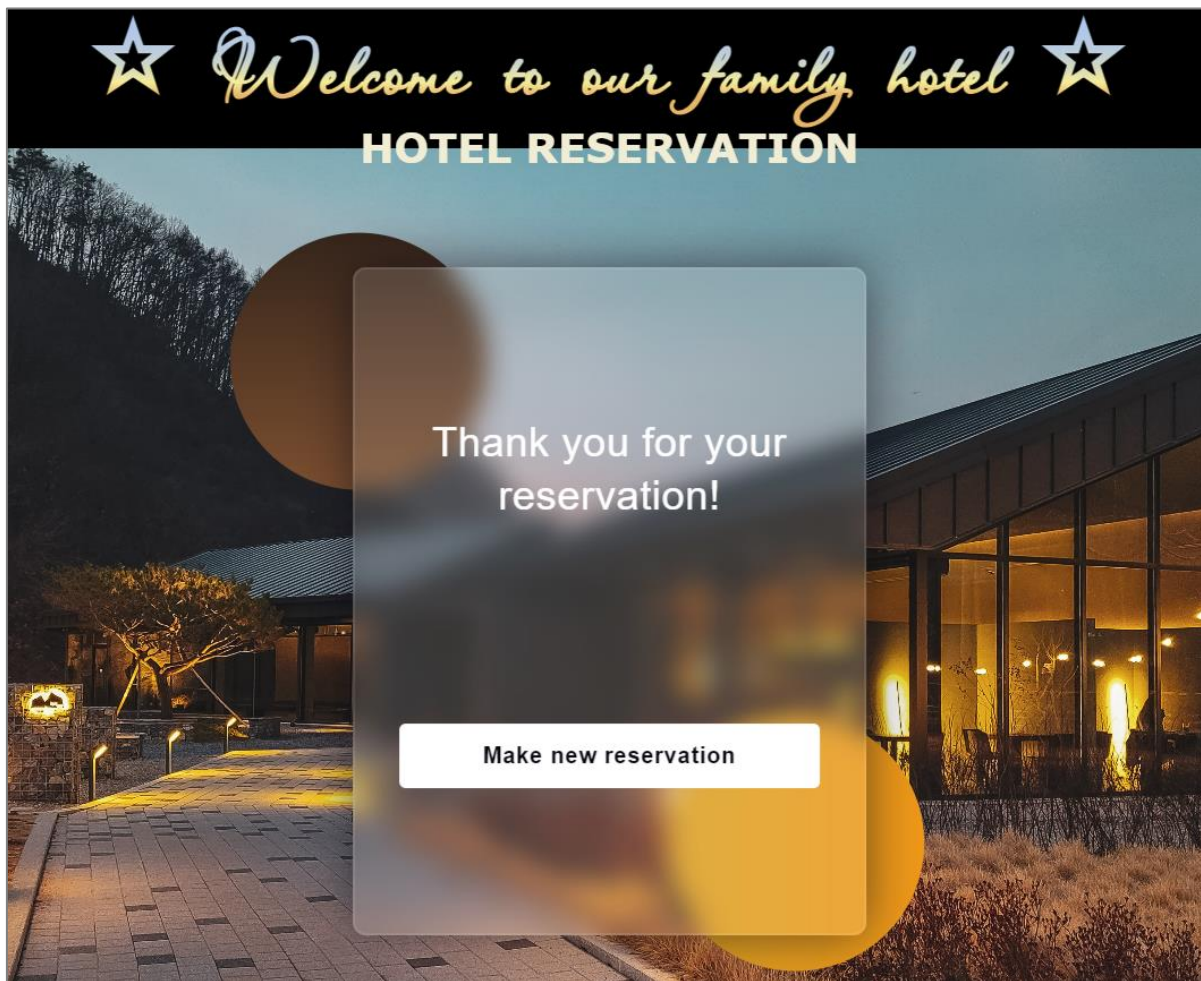 Welcome to our family hotel
HOTEL RESERVATION
Thank you for your
reservation!
Make new reservation